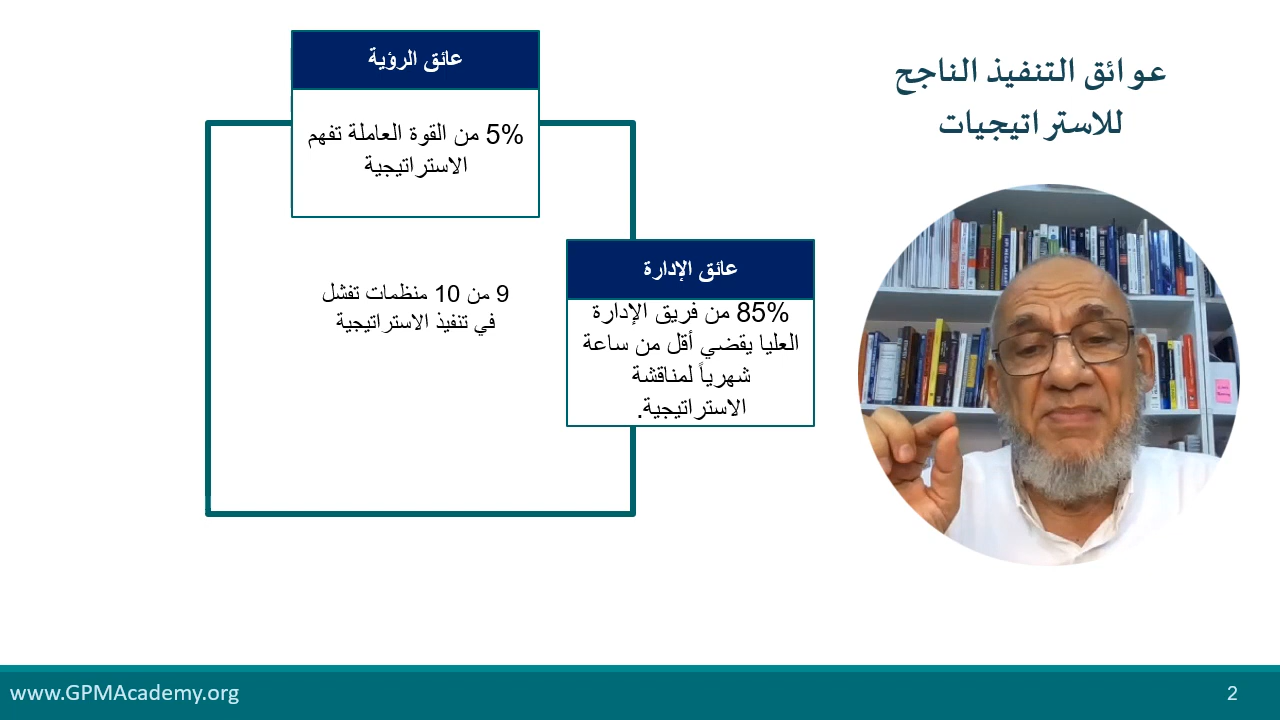 عوائق التنفيذ الناجح
للاستراتيجيات
عائق الرؤية
5% من القوة العاملة تفهم
الاستراتيجية
عائق الإدارة
85% من فريق الإدارة
العليا يقضي أقل من ساعة
شهرياً لمناقشة
الاستراتيجية.
9 من 10 منظمات تفشل
في تنفيذ الاستراتيجية
www.GPMAcademy.org
2